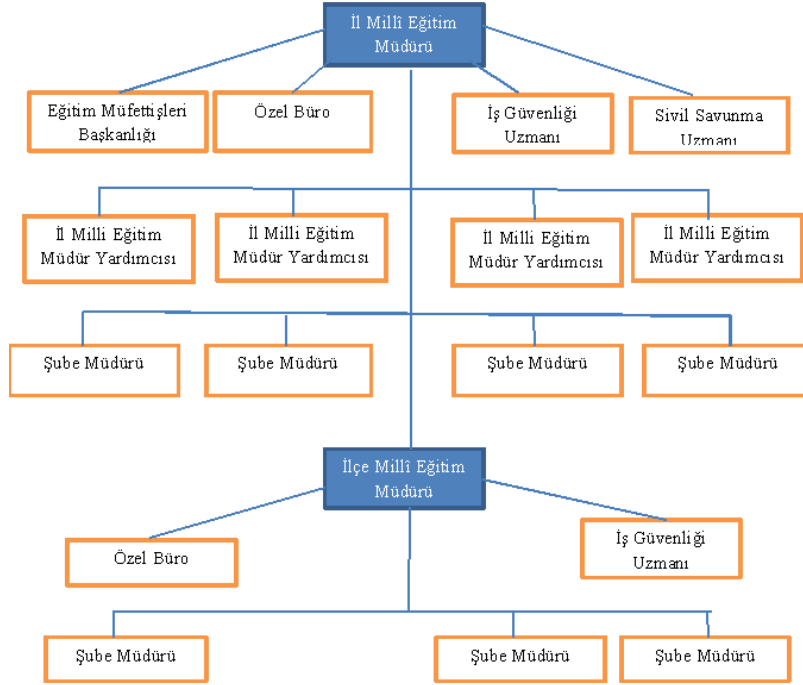 İl Millî Eğitim
Müdürü
Eğitim Müfettişleri
Başkanlığı
Özel Büro
İş Güvenliği
Uzmanı
Sivil Savunma
Uzmanı
İl Milli Eğitim
Müdür Yardımcısı
İl Milli Eğitim
Müdür Yardımcısı
İl Milli Eğitim
Müdür Yardımcısı
İl Milli Eğitim
Müdür Yardımcısı
Şube Müdürü
Şube Müdürü
Şube Müdürü
Şube Müdürü
İlçe Millî Eğitim
Müdürü
Özel Büro
İş Güvenliği
Uzmanı
Şube Müdürü
Şube Müdürü
Şube Müdürü